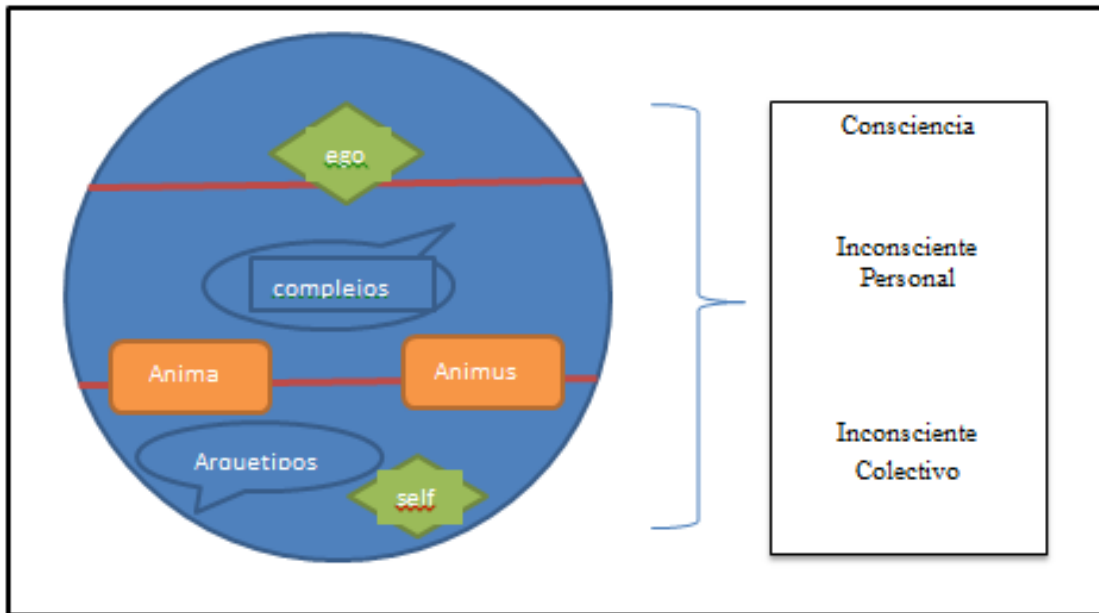 ego
complejos
Anima
Animus
Arquetipos
self
Consciencia
Inconsciente
Personal
Inconsciente
Colectivo